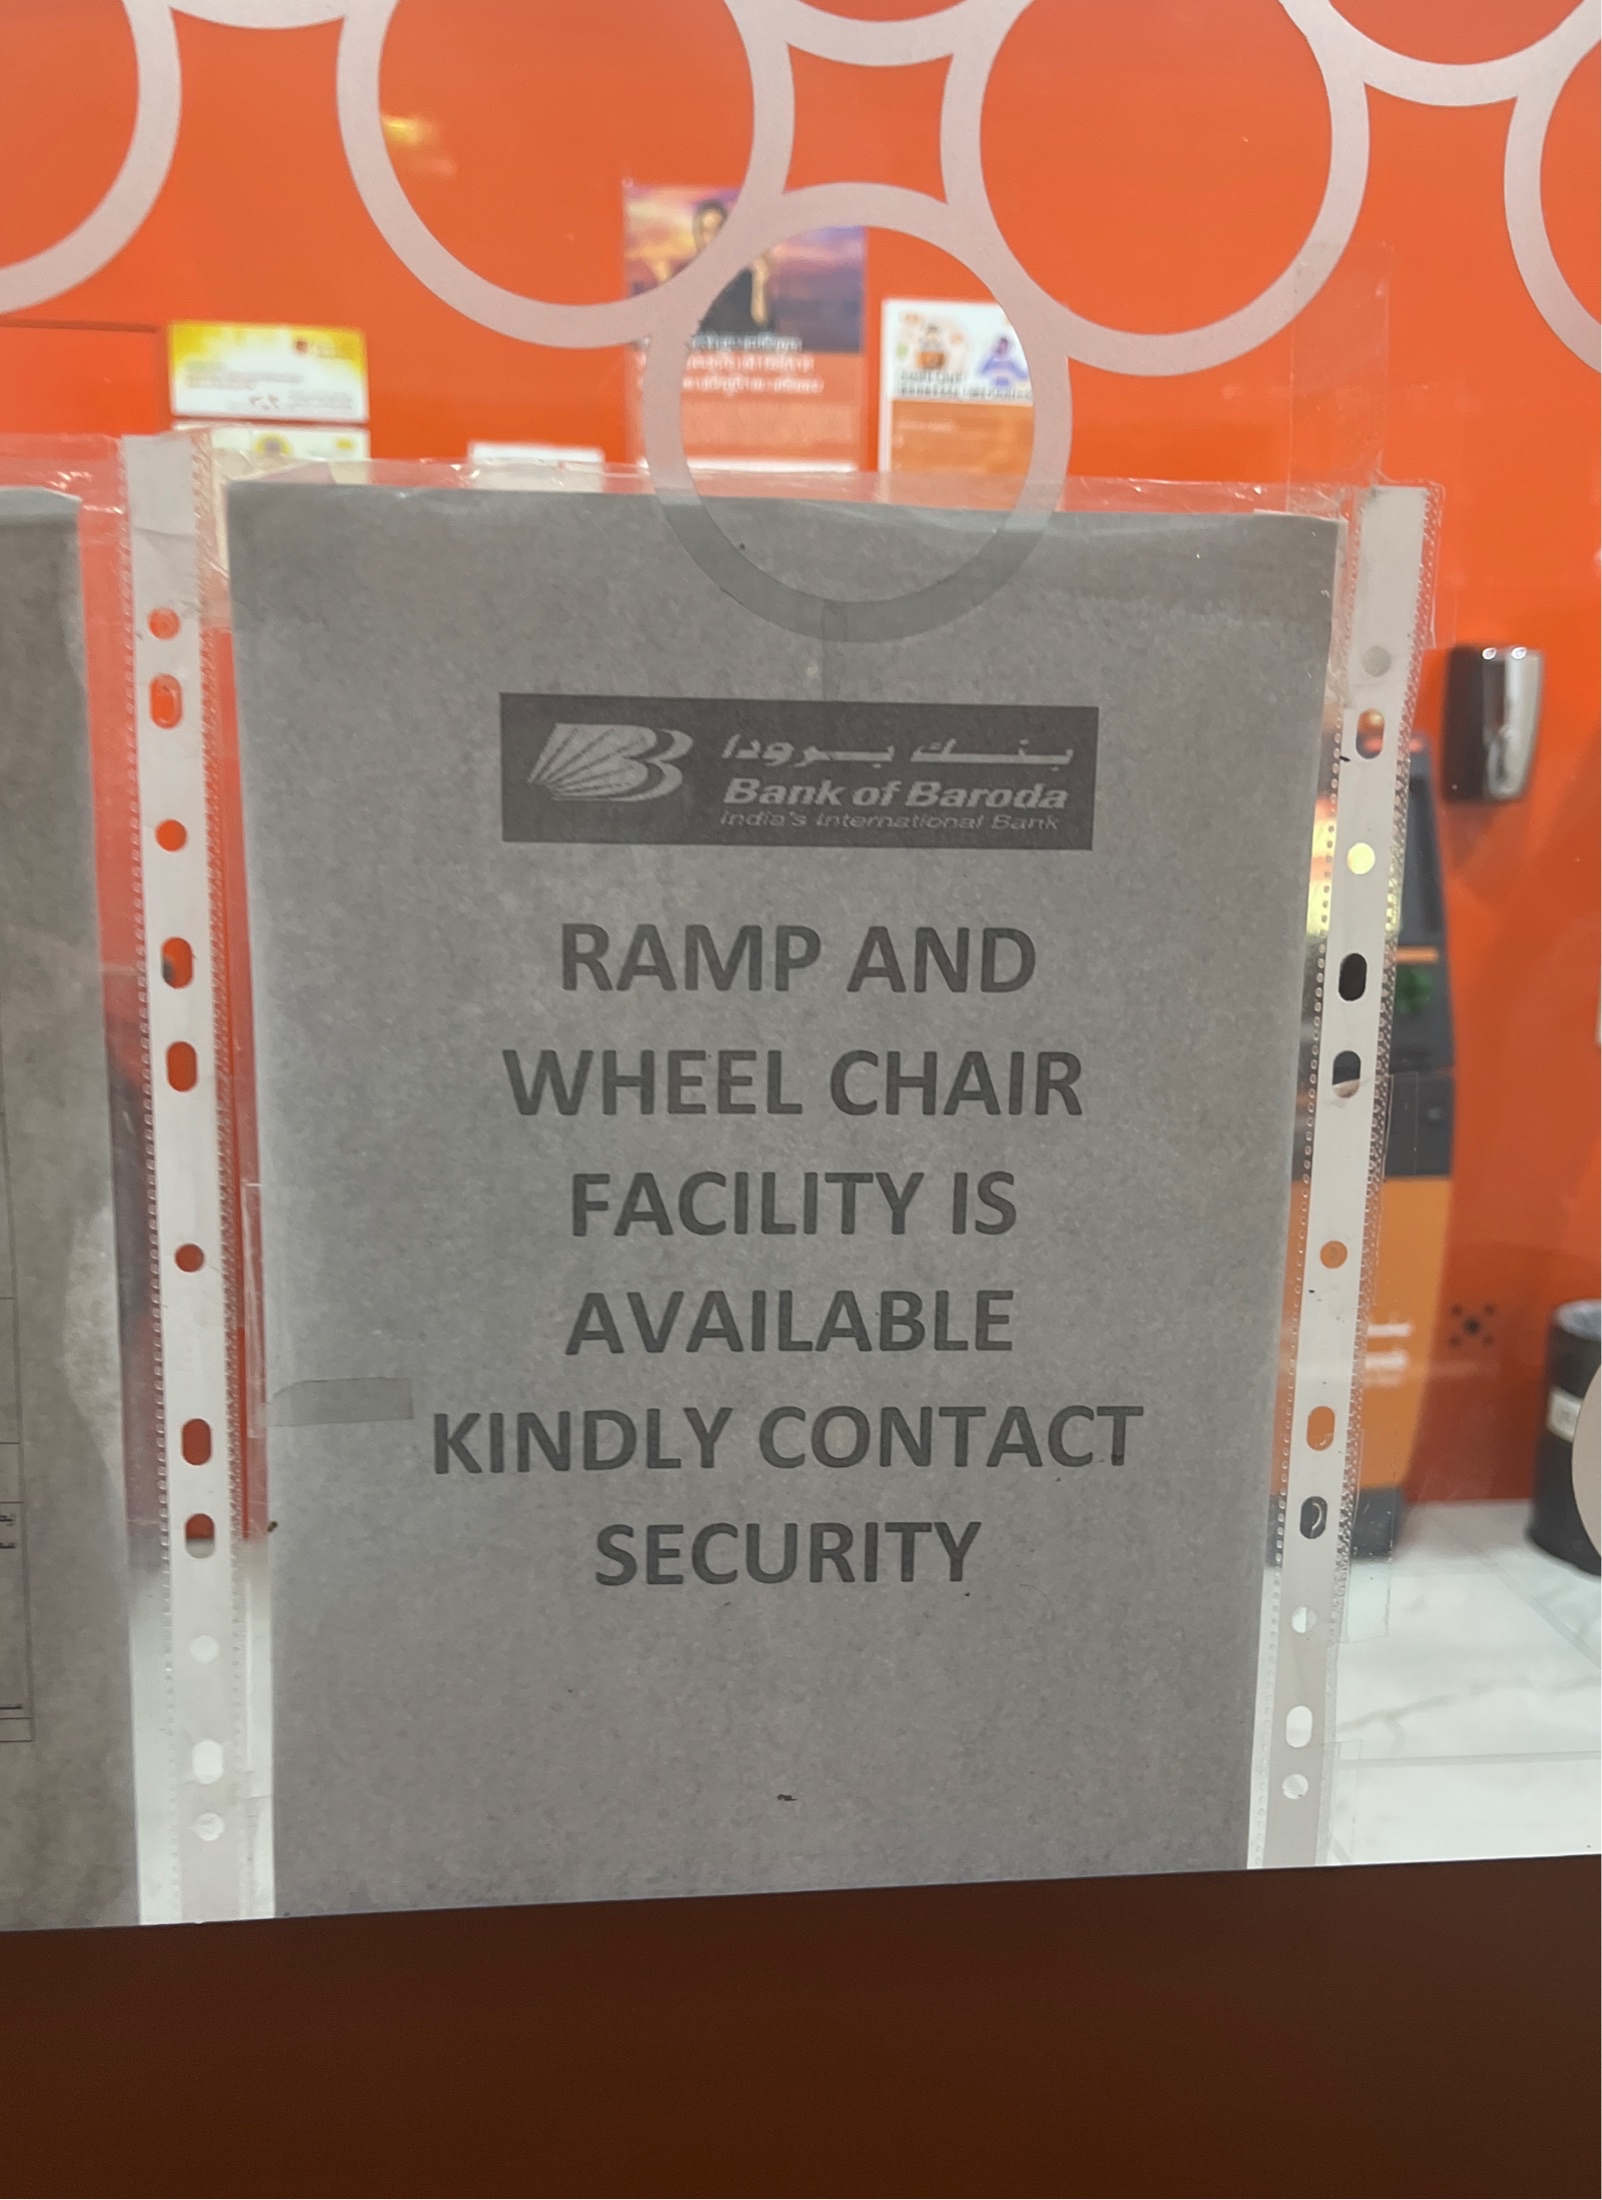 بنك برودا
Bank of Baroda
India's International Bank
RAMP AND
WHEEL CHAIR
FACILITY IS
AVAILABLE
KINDLY CONTACT
SECURITY